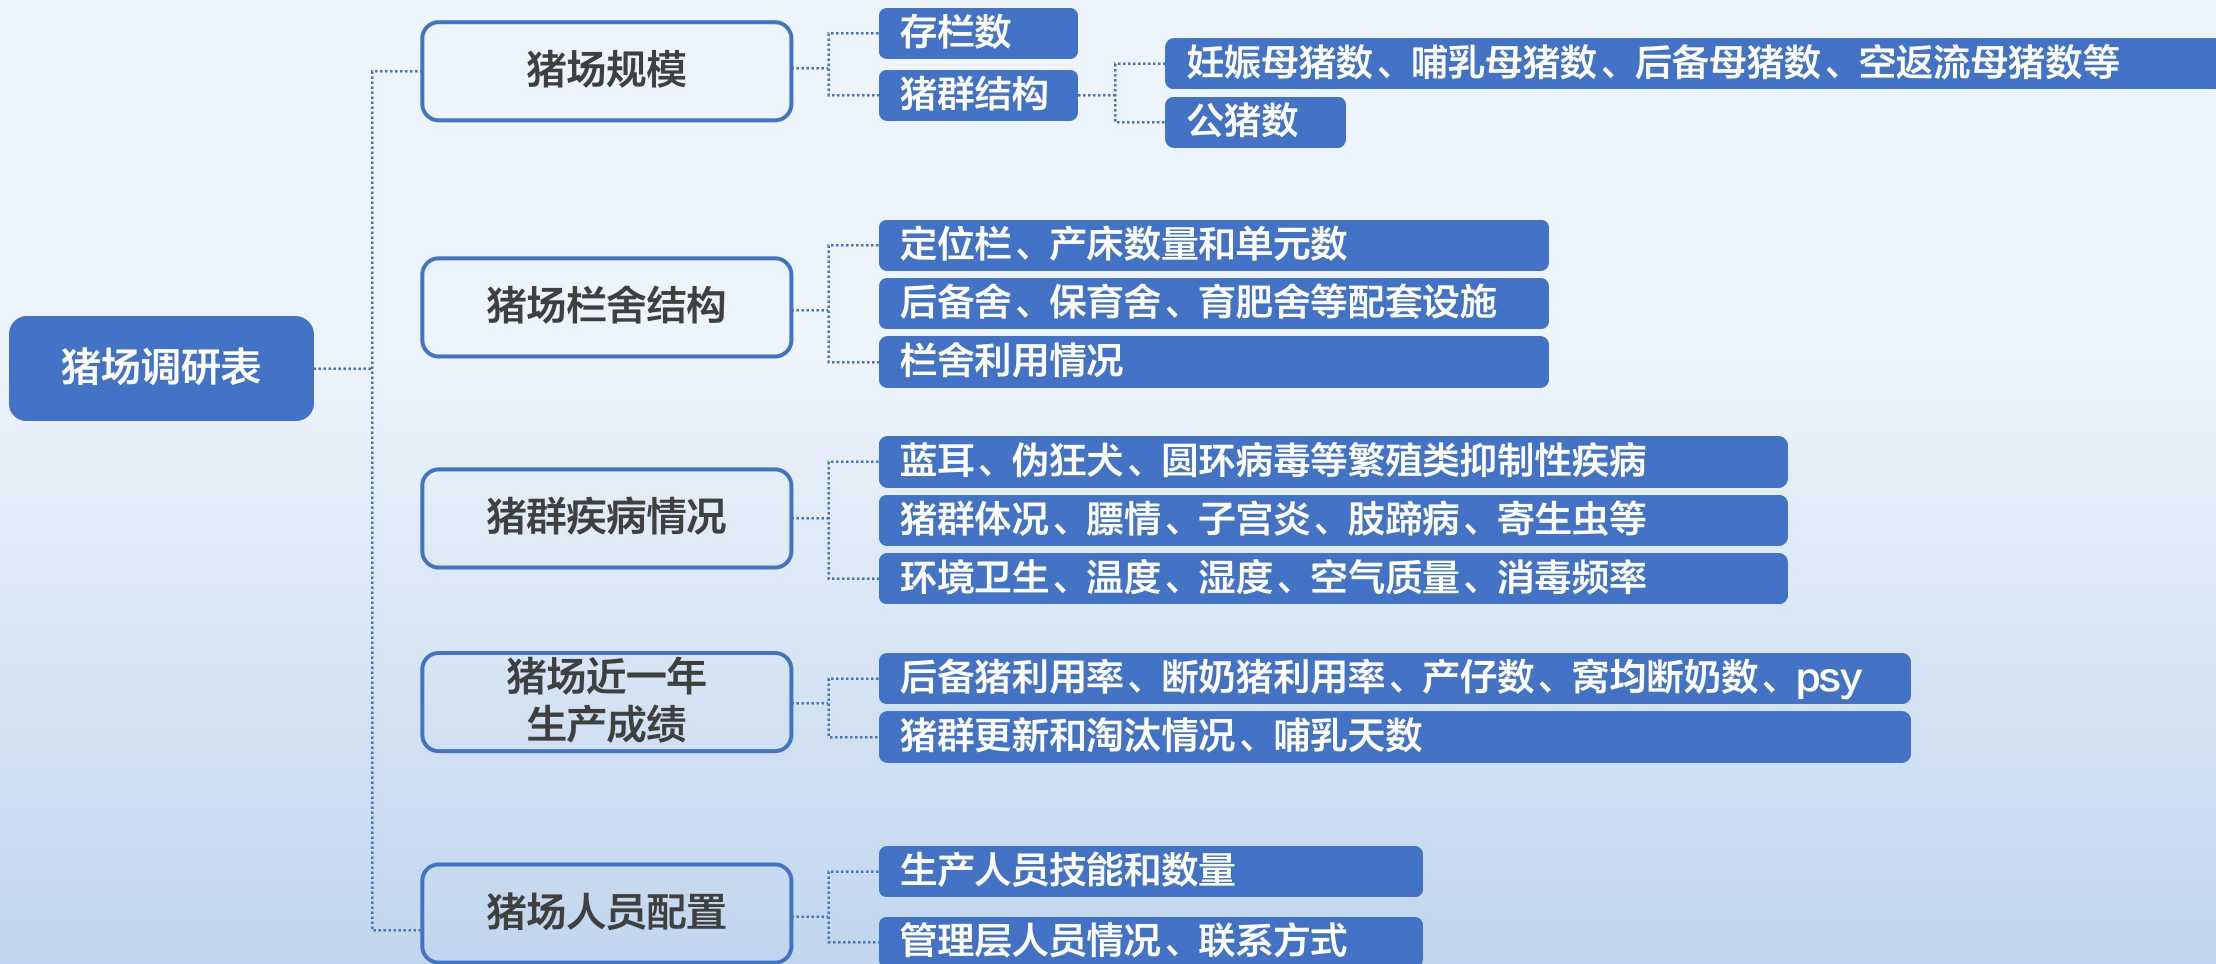 猪场调研表
猪场规模
存栏数
猪群结构
妊娠母猪数、哺乳母猪数、后备母猪数、空返流母猪数等
公猪数
猪场栏舍结构
定位栏、产床数量和单元数
后备舍、保育舍、育肥舍等配套设施
栏舍利用情况
猪群疾病情况
蓝耳、伪狂犬、圆环病毒等繁殖类抑制性疾病
猪群体况、膘情、子宫炎、肢蹄病、寄生虫等
环境卫生、温度、湿度、空气质量、消毒频率
猪场近一年
生产成绩
后备猪利用率、断奶猪利用率、产仔数、窝均断奶数、psy
猪群更新和淘汰情况、哺乳天数
猪场人员配置
生产人员技能和数量
管理层人员情况、联系方式